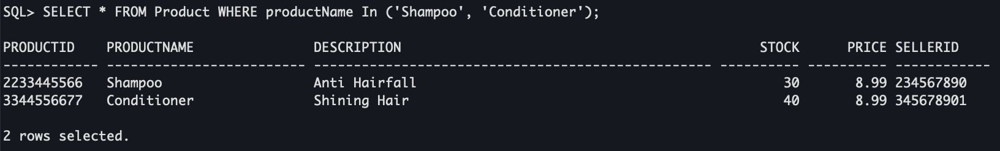 SQL> SELECT * FROM Product WHERE productName In ('Shampoo', 'Conditioner');
PRODUCTID    PRODUCTNAME               DESCRIPTION                                             STOCK      PRICE SELLERID
------------ ------------------------- -------------------------------------------------- ---------- ---------- ------------
2233445566   Shampoo                   Anti Hairfall                                              30       8.99 234567890
3344556677   Conditioner               Shining Hair                                               40       8.99 345678901
2 rows selected.